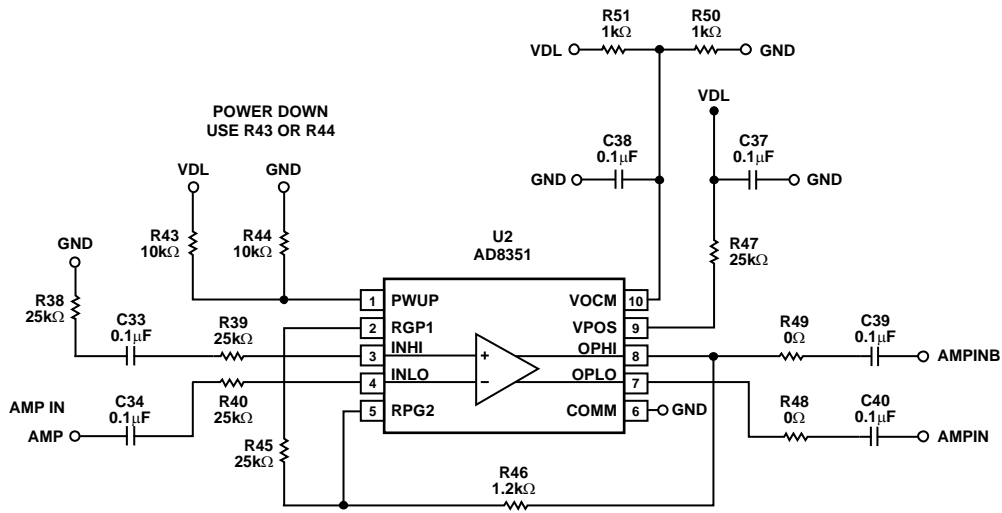 R51
1kΩ
R50
1kΩ
VDL
GND
POWER DOWN
USE R43 OR R44
VDL
C38
0.1μF
C37
0.1μF
VDL
GND
GND
GND
R43
10kΩ
R44
10kΩ
U2
AD8351
R47
25kΩ
GND
R38
25kΩ
C33
0.1μF
R39
25kΩ
1 PWUP
VOCM 10
2 RGP1
VPOS 9
3 INHI
+
OPHI 8
4 INLO
–
OPLO 7
5 RPG2
COMM 6
GND
R49
0Ω
C39
0.1μF
AMPINB
AMP IN
AMP
C34
0.1μF
R40
25kΩ
R48
0Ω
C40
0.1μF
AMPIN
R45
25kΩ
R46
1.2kΩ